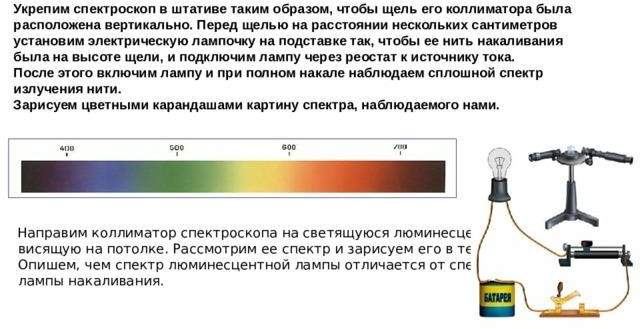 Укрепим спектроскоп в штативе таким образом, чтобы щель его коллиматора была
расположена вертикально. Перед щелью на расстоянии нескольких сантиметров
установим электрическую лампочку на подставке так, чтобы ее нить накаливания
была на высоте щели, и подключим лампу через реостат к источнику тока.
После этого включим лампу и при полном накале наблюдаем сплошной спектр
излучения нити.
Зарисуем цветными карандашами картину спектра, наблюдаемого нами.
400 500 600 700
Направим коллиматор спектроскопа на светящуюся люминесце
висящую на потолке. Рассмотрим ее спектр и зарисуем его в те
Опишем, чем спектр люминесцентной лампы отличается от спе
лампы накаливания.
БАТАРЕЯ